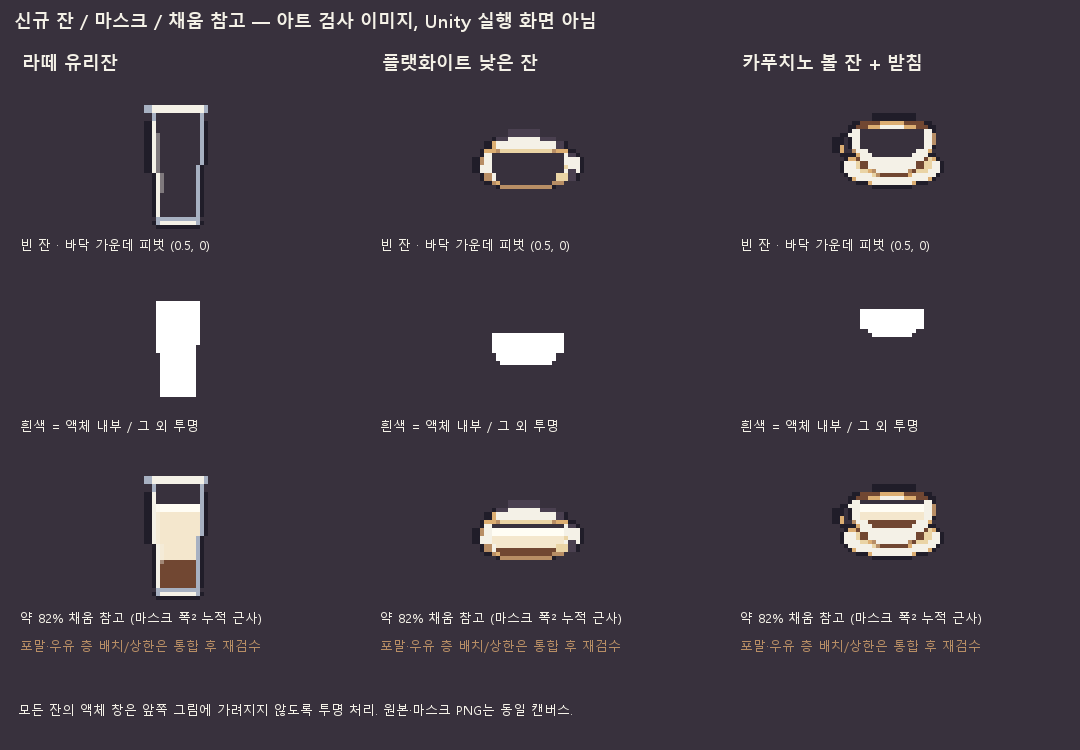 신규 잔 / 마스크 / 채움 참고 — 아트 검사 이미지, Unity 실행 화면 아님
라떼 유리잔
플랫화이트 낮은 잔
카푸치노 볼 잔 + 받침
빈 잔 · 바닥 가운데 피벗 (0.5, 0)
빈 잔 · 바닥 가운데 피벗 (0.5, 0)
빈 잔 · 바닥 가운데 피벗 (0.5, 0)
흰색 = 액체 내부 / 그 외 투명
흰색 = 액체 내부 / 그 외 투명
흰색 = 액체 내부 / 그 외 투명
약 82% 채움 참고 (마스크 폭² 누적 근사)
약 82% 채움 참고 (마스크 폭² 누적 근사)
약 82% 채움 참고 (마스크 폭² 누적 근사)
포말·우유 층 배치/상한은 통합 후 재검수
포말·우유 층 배치/상한은 통합 후 재검수
포말·우유 층 배치/상한은 통합 후 재검수
모든 잔의 액체 창은 앞쪽 그림에 가려지지 않도록 투명 처리. 원본·마스크 PNG는 동일 캔버스.